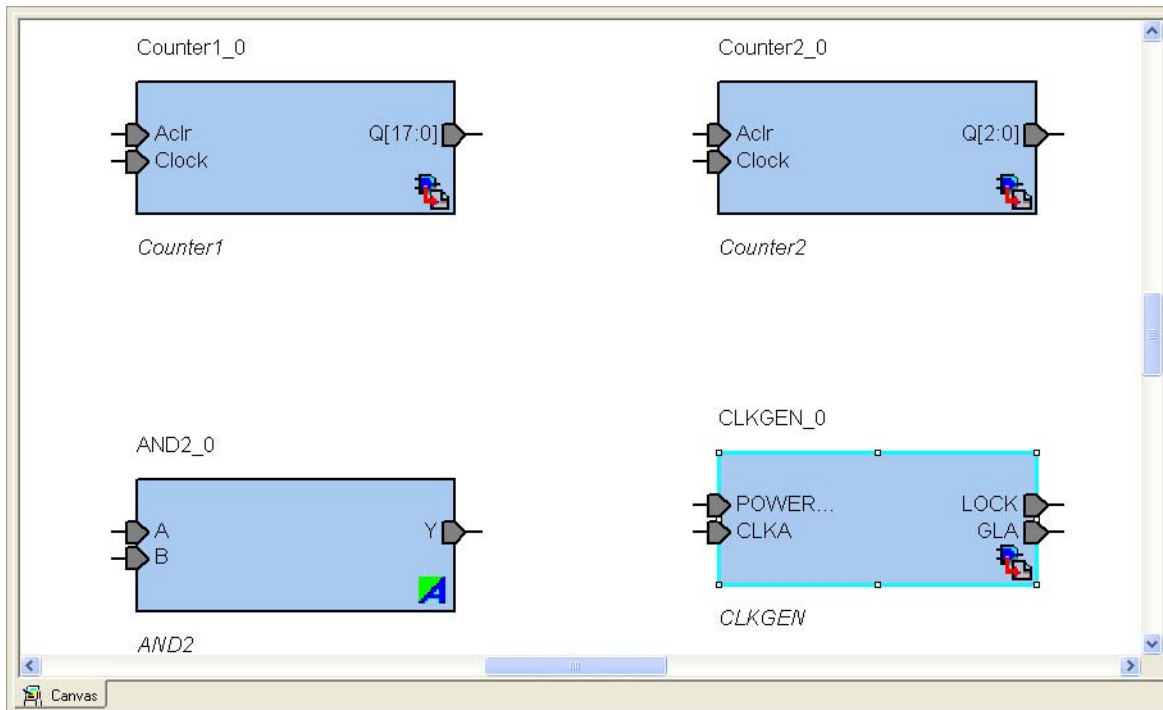 Counter1_0
Counter2_0
Aclr Q[17:0]
Clock
Aclr Q[2:0]
Clock
Counter1
Counter2
AND2_0
CLKGEN_0
A Y
B
POWER... LOCK
CLKA GLA
AND2
CLKGEN
Canvas